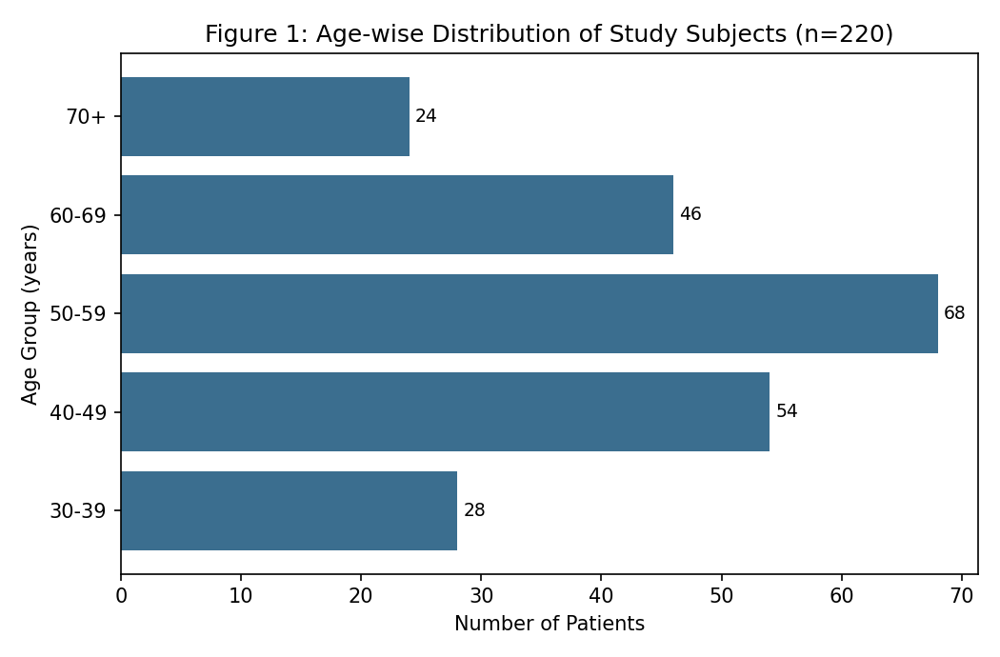 Figure 1: Age-wise Distribution of Study Subjects (n=220)
Age Group (years)
70+ 24
60-69 46
50-59 68
40-49 54
30-39 28
0 10 20 30 40 50 60 70
Number of Patients